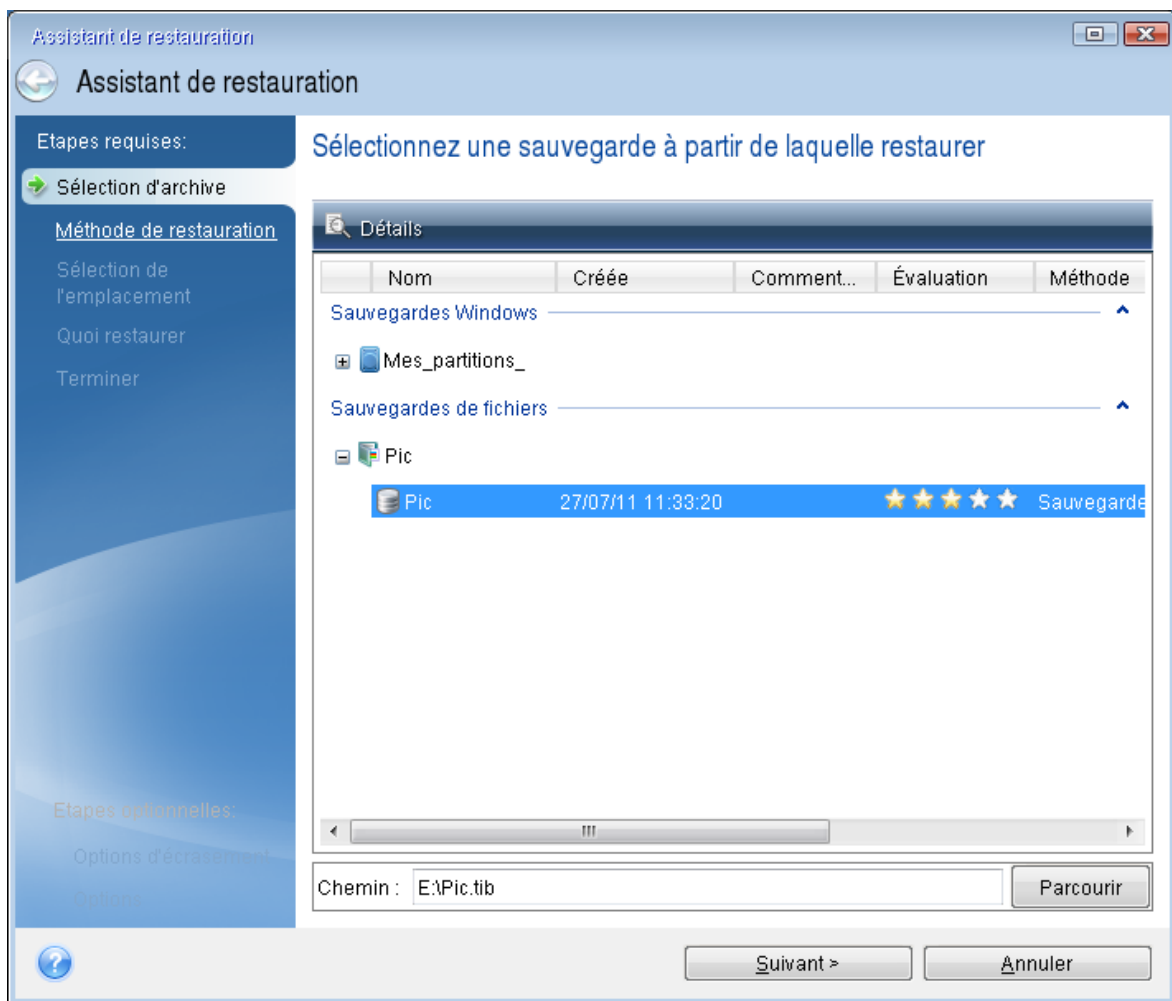 Assistant de restauration
Assistant de restauration
Etapes requises:
Sélection d'archive
Méthode de restauration
Sélection de
l'emplacement
Quoi restaurer
Terminer
Etapes optionnelles:
Options d'écrasement
Options
Sélectionnez une sauvegarde à partir de laquelle restaurer
Détails
Nom Créée Comment... Évaluation Méthode
Sauvegardes Windows
Mes_partitions_
Sauvegardes de fichiers
Pic
Pic 27/07/11 11:33:20 Sauvegarde
Chemin : E:\Pic.tib Parcourir
Suivant > Annuler